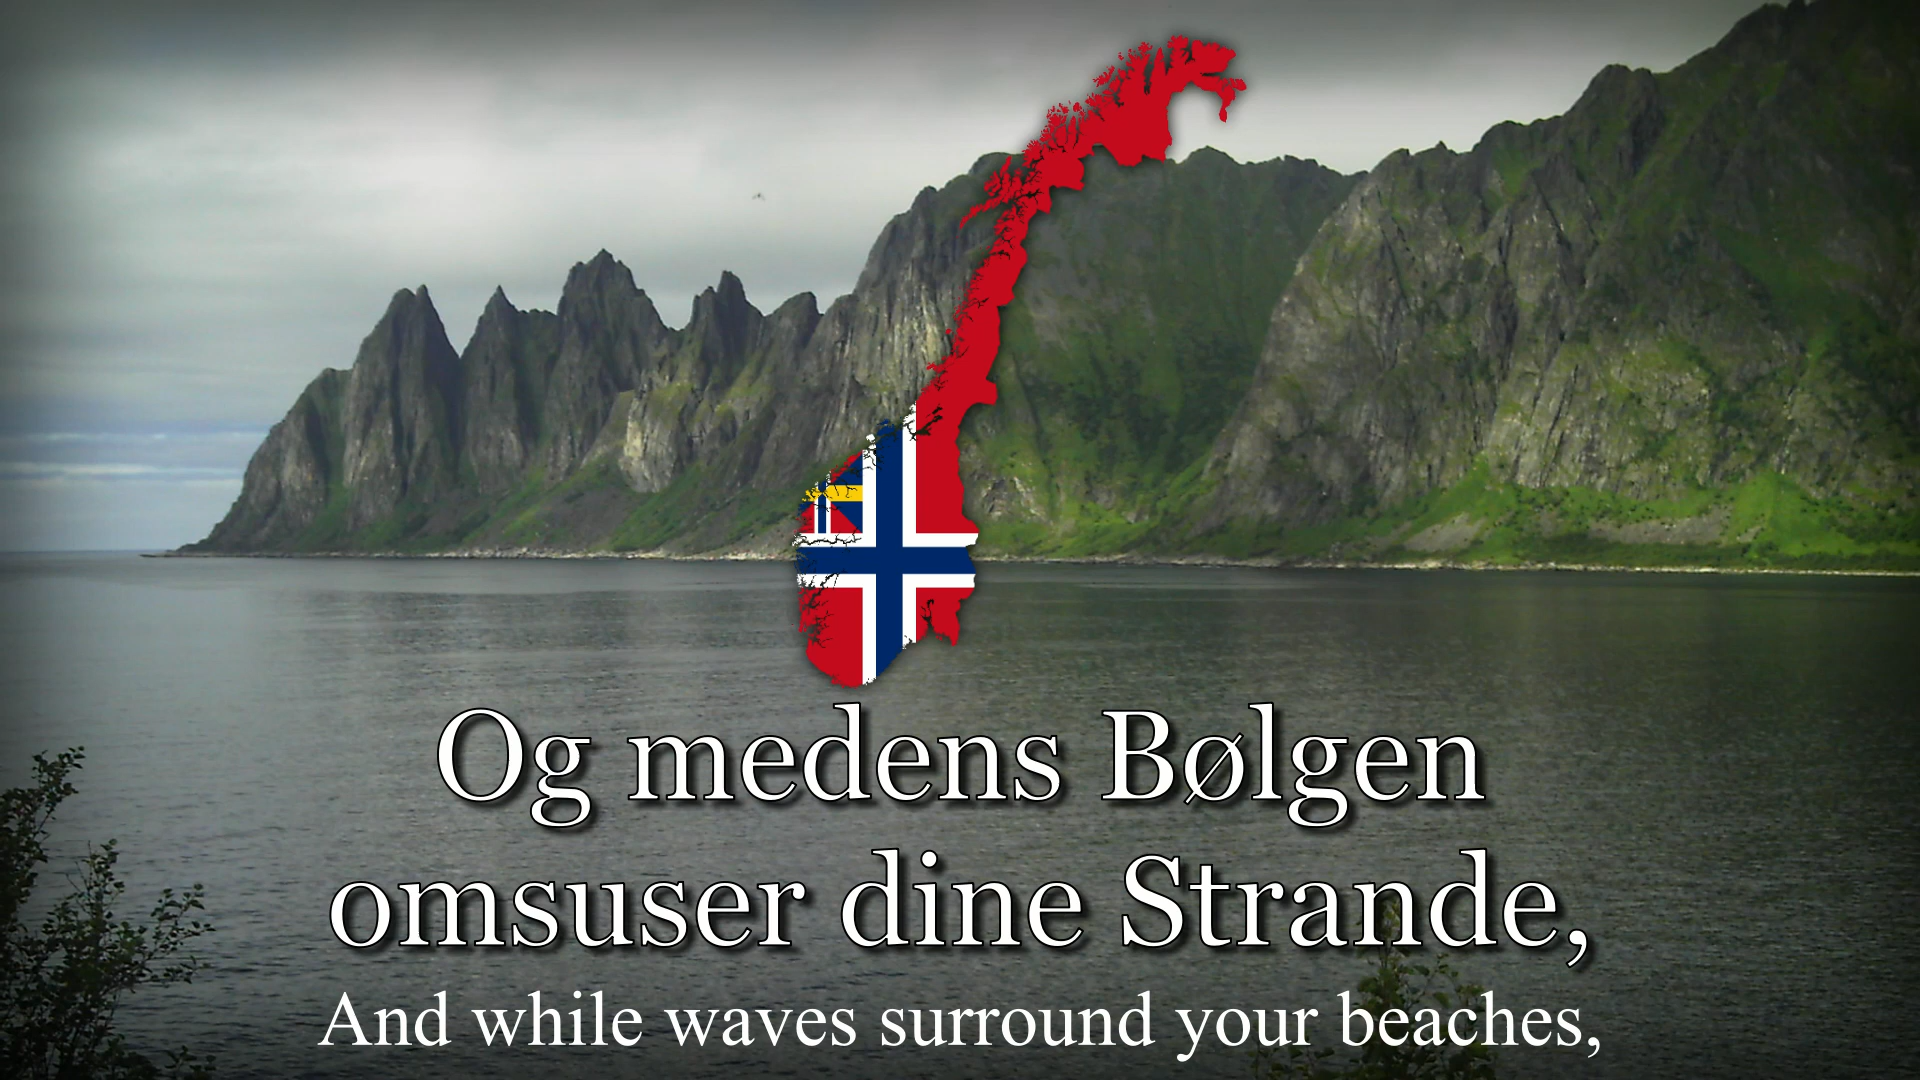 Og medens Bølgen
omsuser dine Strande,
And while waves surround your beaches,